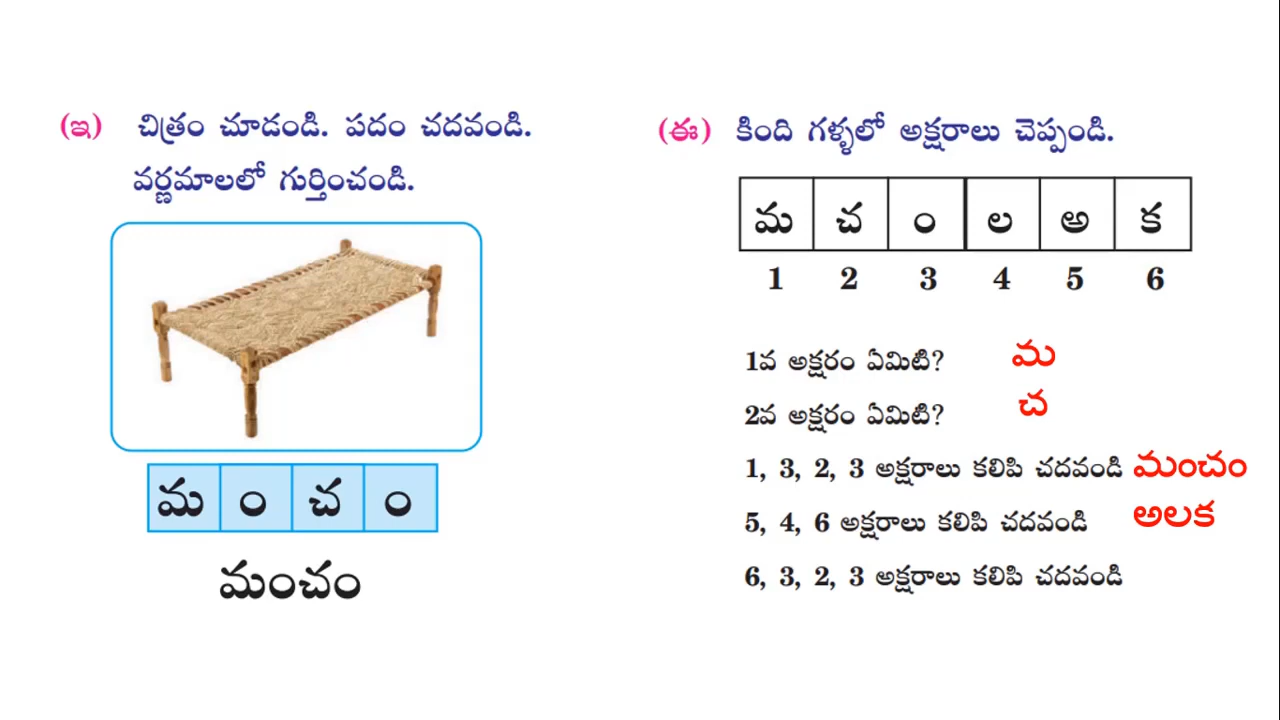 (ఇ) చిత్రం చూడండి. పదం చదవండి.
వర్ణమాలలో గుర్తించండి.
మ ం చ ం
మంచం
(ఈ) కింది గళ్ళలో అక్షరాలు చెప్పండి.
మ చ ం ల అ క
1 2 3 4 5 6
1వ అక్షరం ఏమిటి? మ
2వ అక్షరం ఏమిటి? చ
1, 3, 2, 3 అక్షరాలు కలిపి చదవండి మంచం
5, 4, 6 అక్షరాలు కలిపి చదవండి అలక
6, 3, 2, 3 అక్షరాలు కలిపి చదవండి